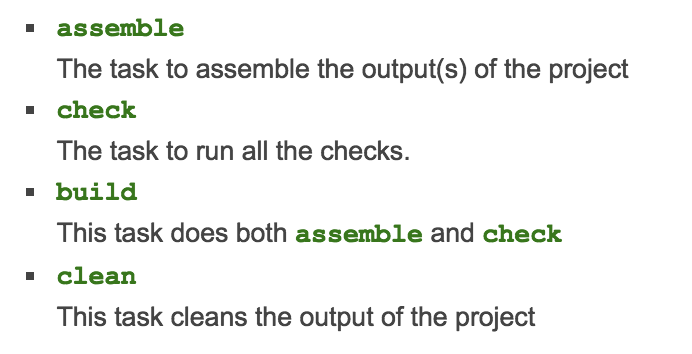 ▪ assemble
The task to assemble the output(s) of the project
▪ check
The task to run all the checks.
▪ build
This task does both assemble and check
▪ clean
This task cleans the output of the project